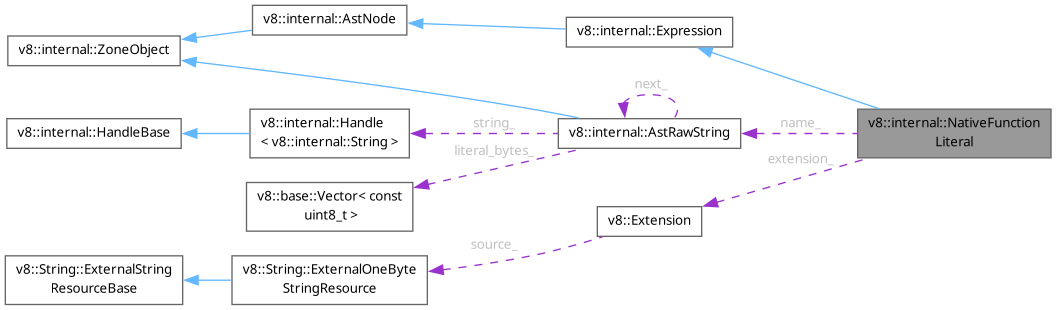 v8::internal::AstNode
v8::internal::Expression
v8::internal::ZoneObject
next_
v8::internal::NativeFunction
Literal
v8::internal::HandleBase
v8::internal::Handle
< v8::internal::String >
string_
v8::internal::AstRawString
name_
literal_bytes_
extension_
v8::base::Vector< const
uint8_t >
v8::Extension
source_
v8::String::ExternalString
ResourceBase
v8::String::ExternalOneByte
StringResource